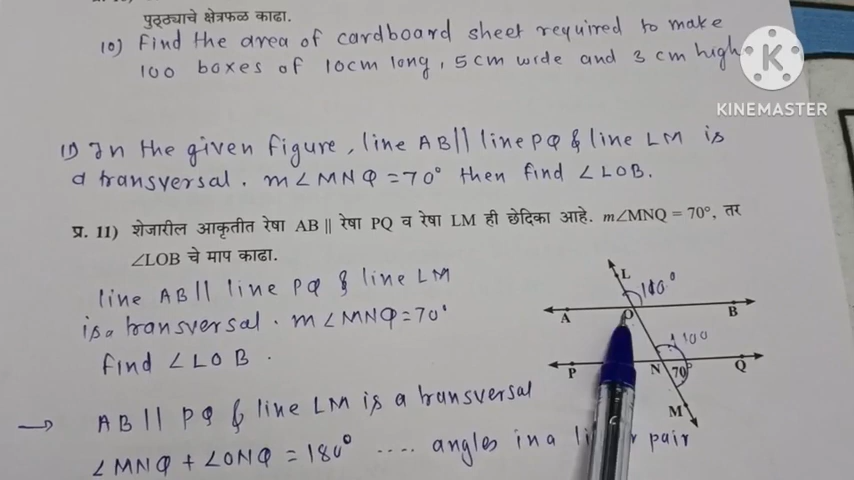 पुठ्ठ्याचे क्षेत्रफळ काढा.
10) Find the area of cardboard sheet required to make
100 boxes of 10cm long, 5cm wide and 3 cm high
KINEMASTER
11) In the given figure, line AB || line PQ & line LM is
a transversal. m∠MNQ = 70° then find ∠LOB.
प्र. 11) शेजारील आकृतीत रेषा AB || रेषा PQ व रेषा LM ही छेदिका आहे. m∠MNQ = 70°, तर
∠LOB चे माप काढा.
line AB || line PQ & line LM
is a transversal. m∠MNQ = 70°
Find ∠LOB.
L
A O B
P N 70° Q
M
→ AB || PQ & line LM is a transversal
∠MNQ + ∠ONQ = 180° .... angles in a pair